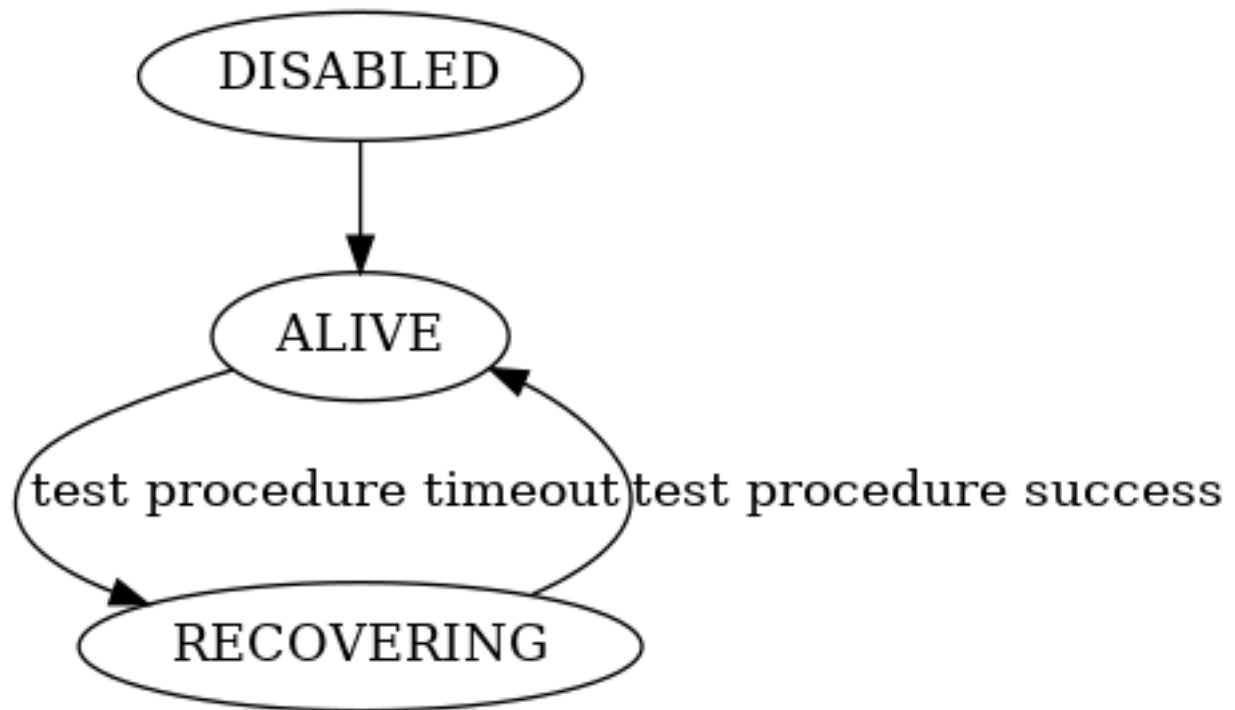 DISABLED
ALIVE
test procedure timeout
test procedure success
RECOVERING